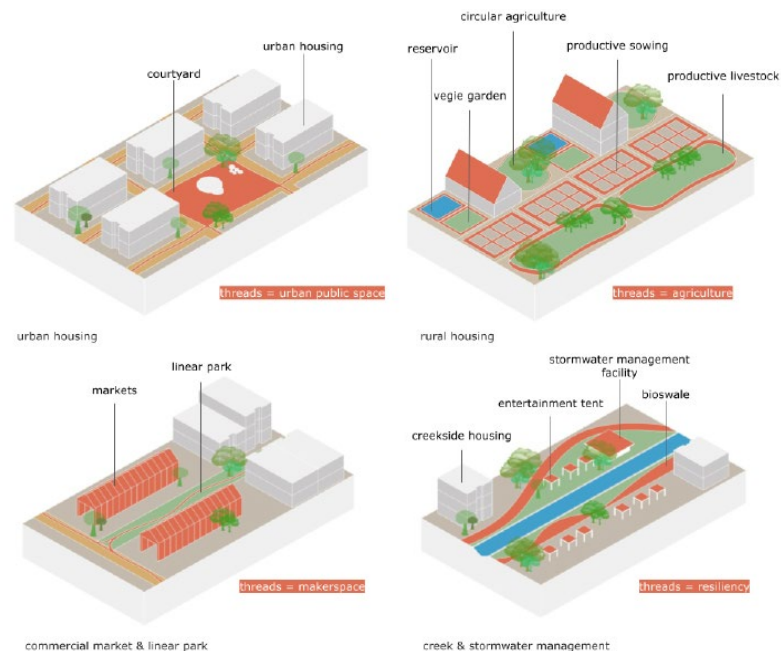 courtyard
urban housing
threads = urban public space
urban housing
circular agriculture
reservoir
productive sowing
vegie garden
productive livestock
threads = agriculture
rural housing
linear park
markets
threads = makerspace
commercial market & linear park
stormwater management
facility
entertainment tent
bioswale
creekside housing
threads = resiliency
creek & stormwater management